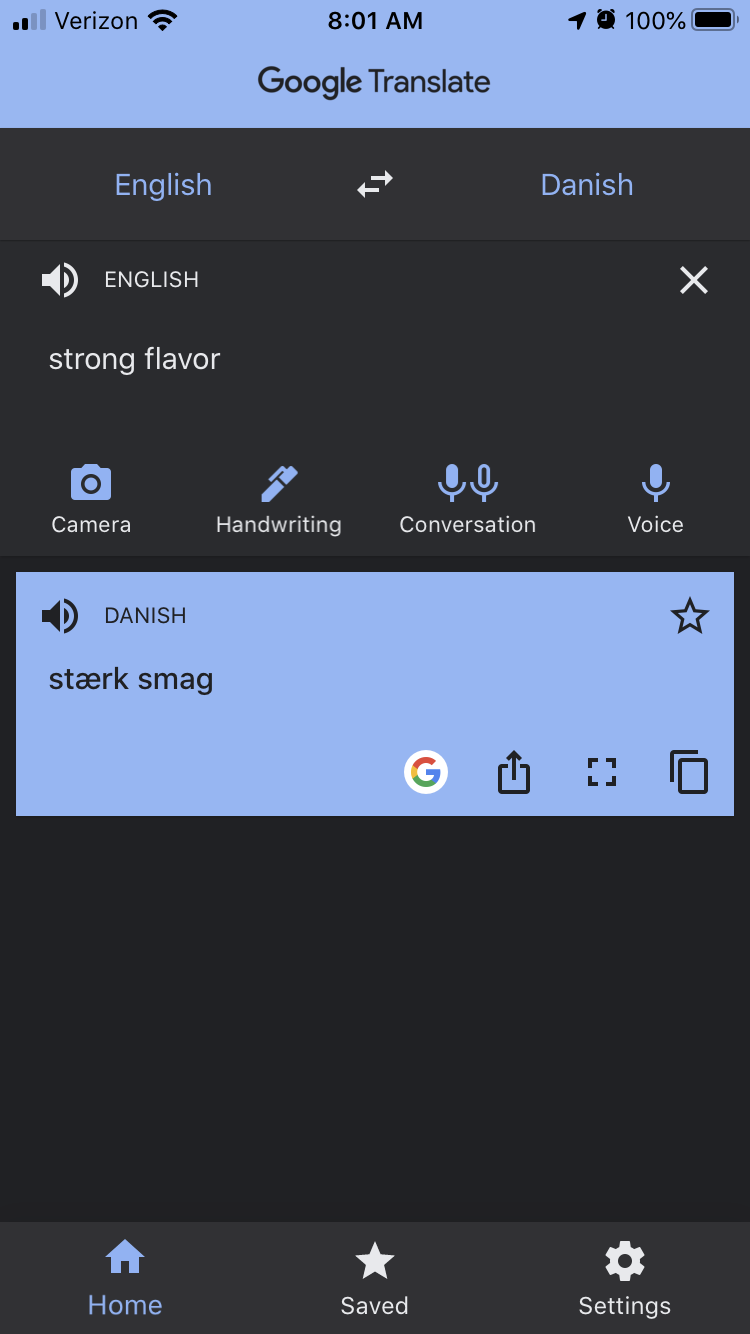 Verizon 8:01 AM 100%
Google Translate
English Danish
ENGLISH
strong flavor
Camera Handwriting Conversation Voice
DANISH
stærk smag
G
Home Saved Settings